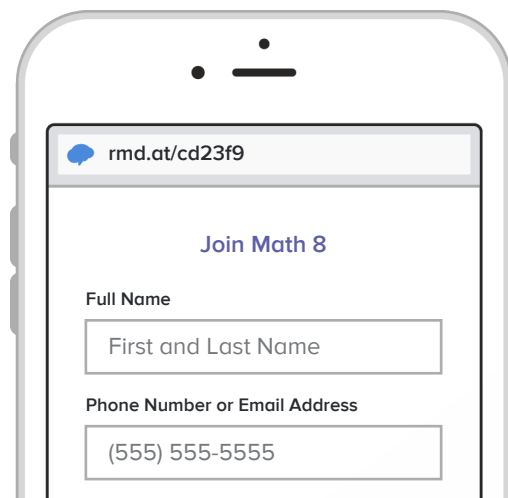 rmd.at/cd23f9
Join Math 8
Full Name
First and Last Name
Phone Number or Email Address
(555) 555-5555